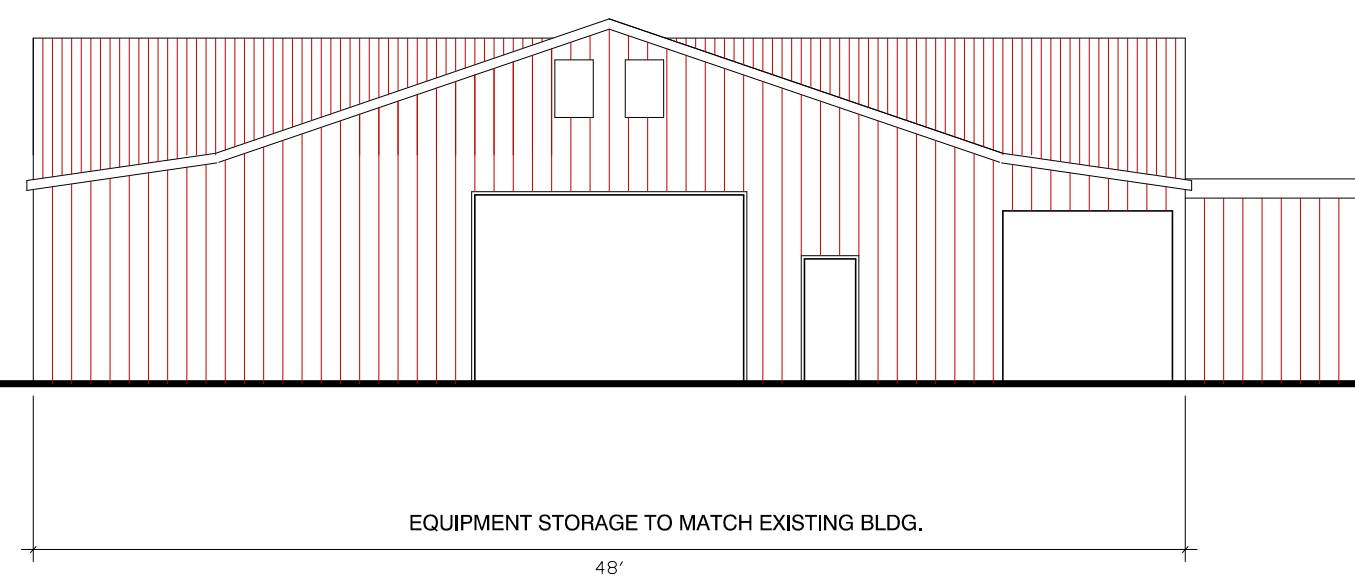 EQUIPMENT STORAGE TO MATCH EXISTING BLDG.
48′